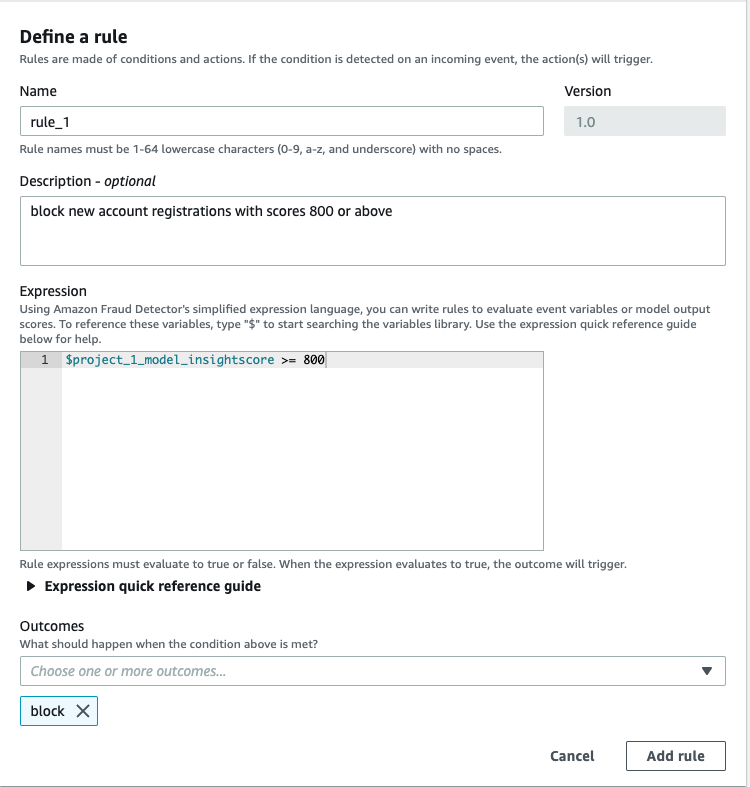 Define a rule
Rules are made of conditions and actions. If the condition is detected on an incoming event, the action(s) will trigger.
Name
Version
rule_1
1.0
Rule names must be 1-64 lowercase characters (0-9, a-z, and underscore) with no spaces.
Description - optional
block new account registrations with scores 800 or above
Expression
Using Amazon Fraud Detector's simplified expression language, you can write rules to evaluate event variables or model output
scores. To reference these variables, type "$" to start searching the variables library. Use the expression quick reference guide
below for help.
1 $project_1_model_insightscore >= 800
Rule expressions must evaluate to true or false. When the expression evaluates to true, the outcome will trigger.
Expression quick reference guide
Outcomes
What should happen when the condition above is met?
Choose one or more outcomes...
block
Cancel
Add rule